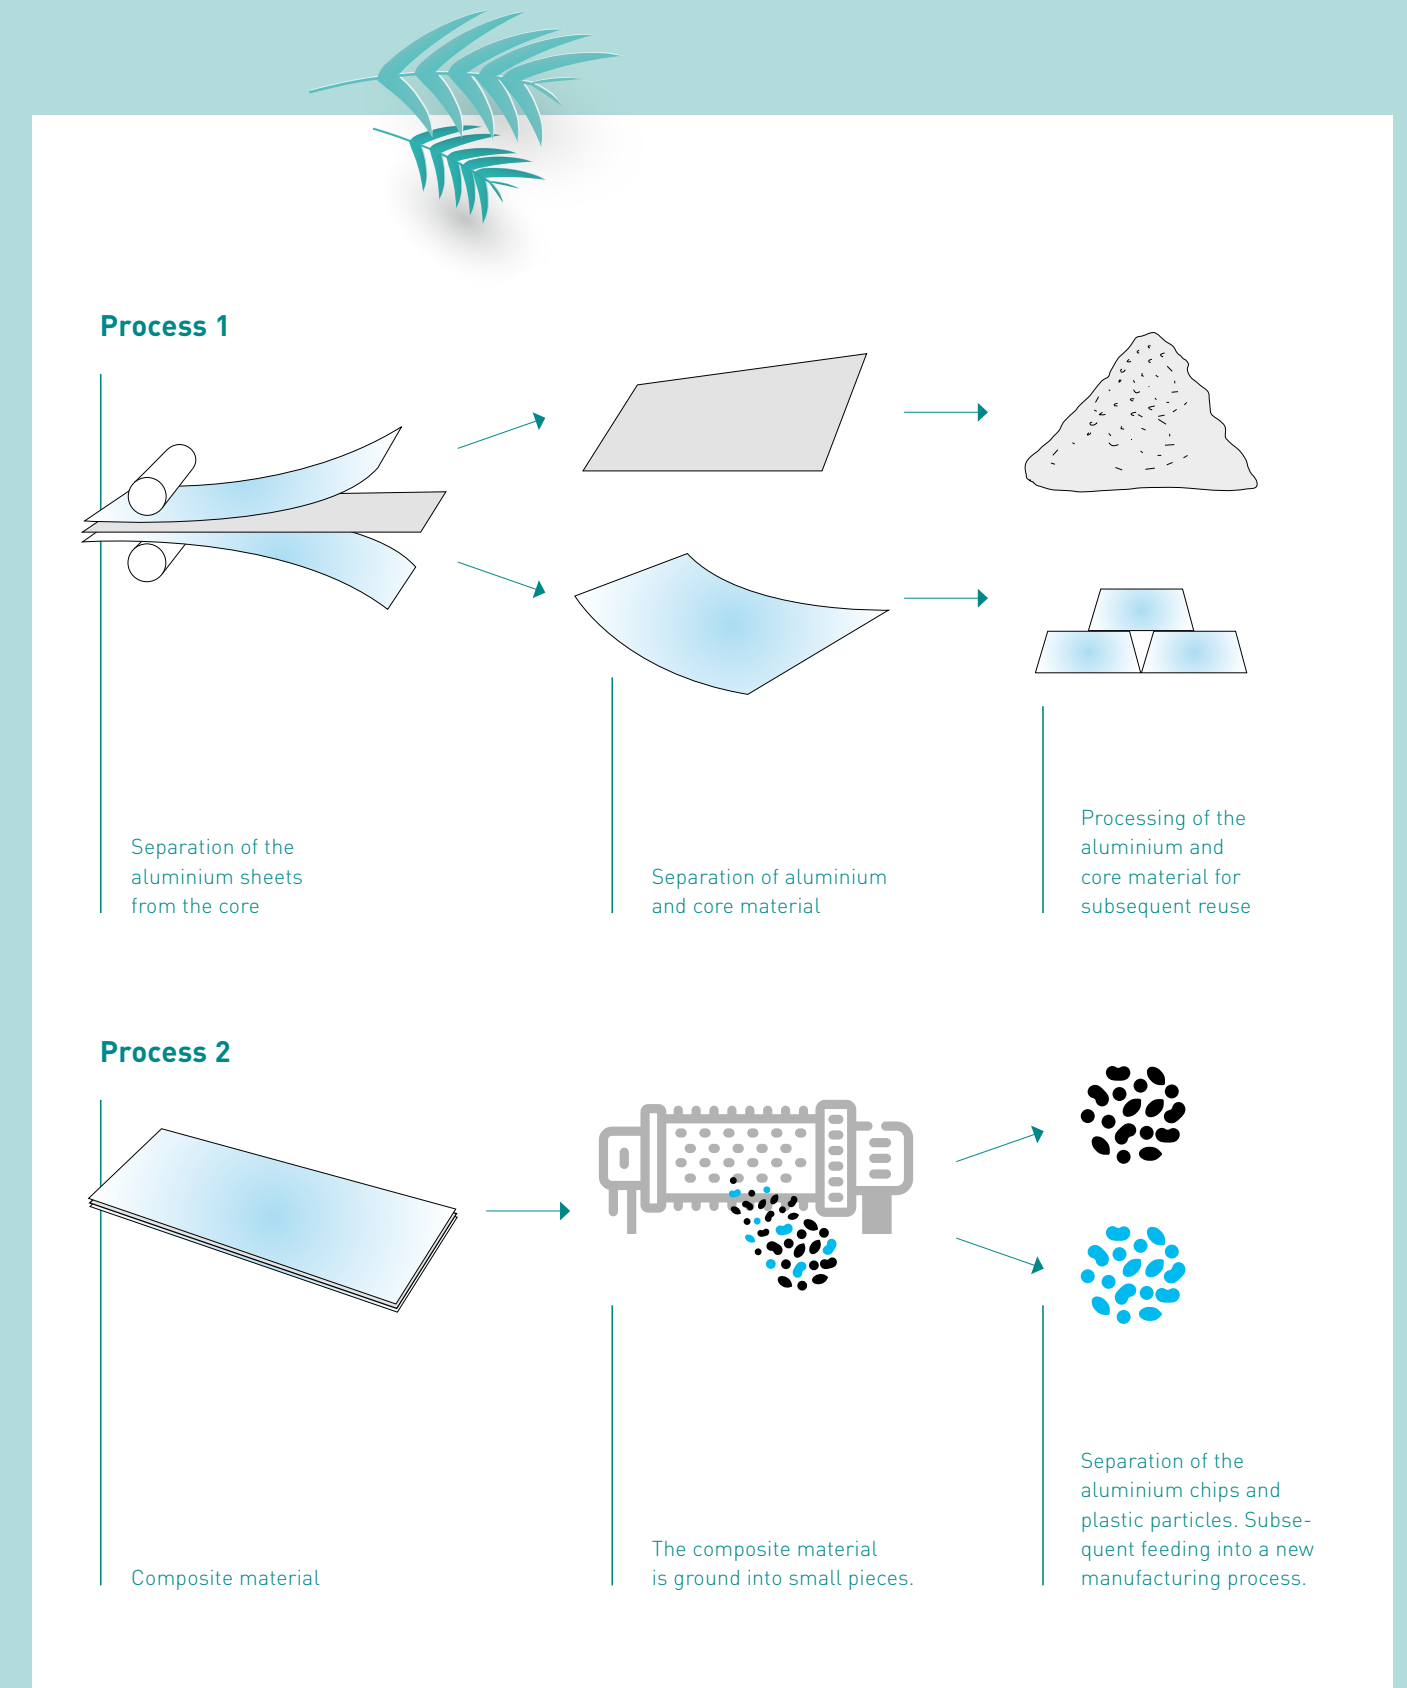 Process 1
Separation of the
aluminium sheets
from the core
Separation of aluminium
and core material
Processing of the
aluminium and
core material for
subsequent reuse
Process 2
Composite material
The composite material
is ground into small pieces.
Separation of the
aluminium chips and
plastic particles. Subse-
quent feeding into a new
manufacturing process.